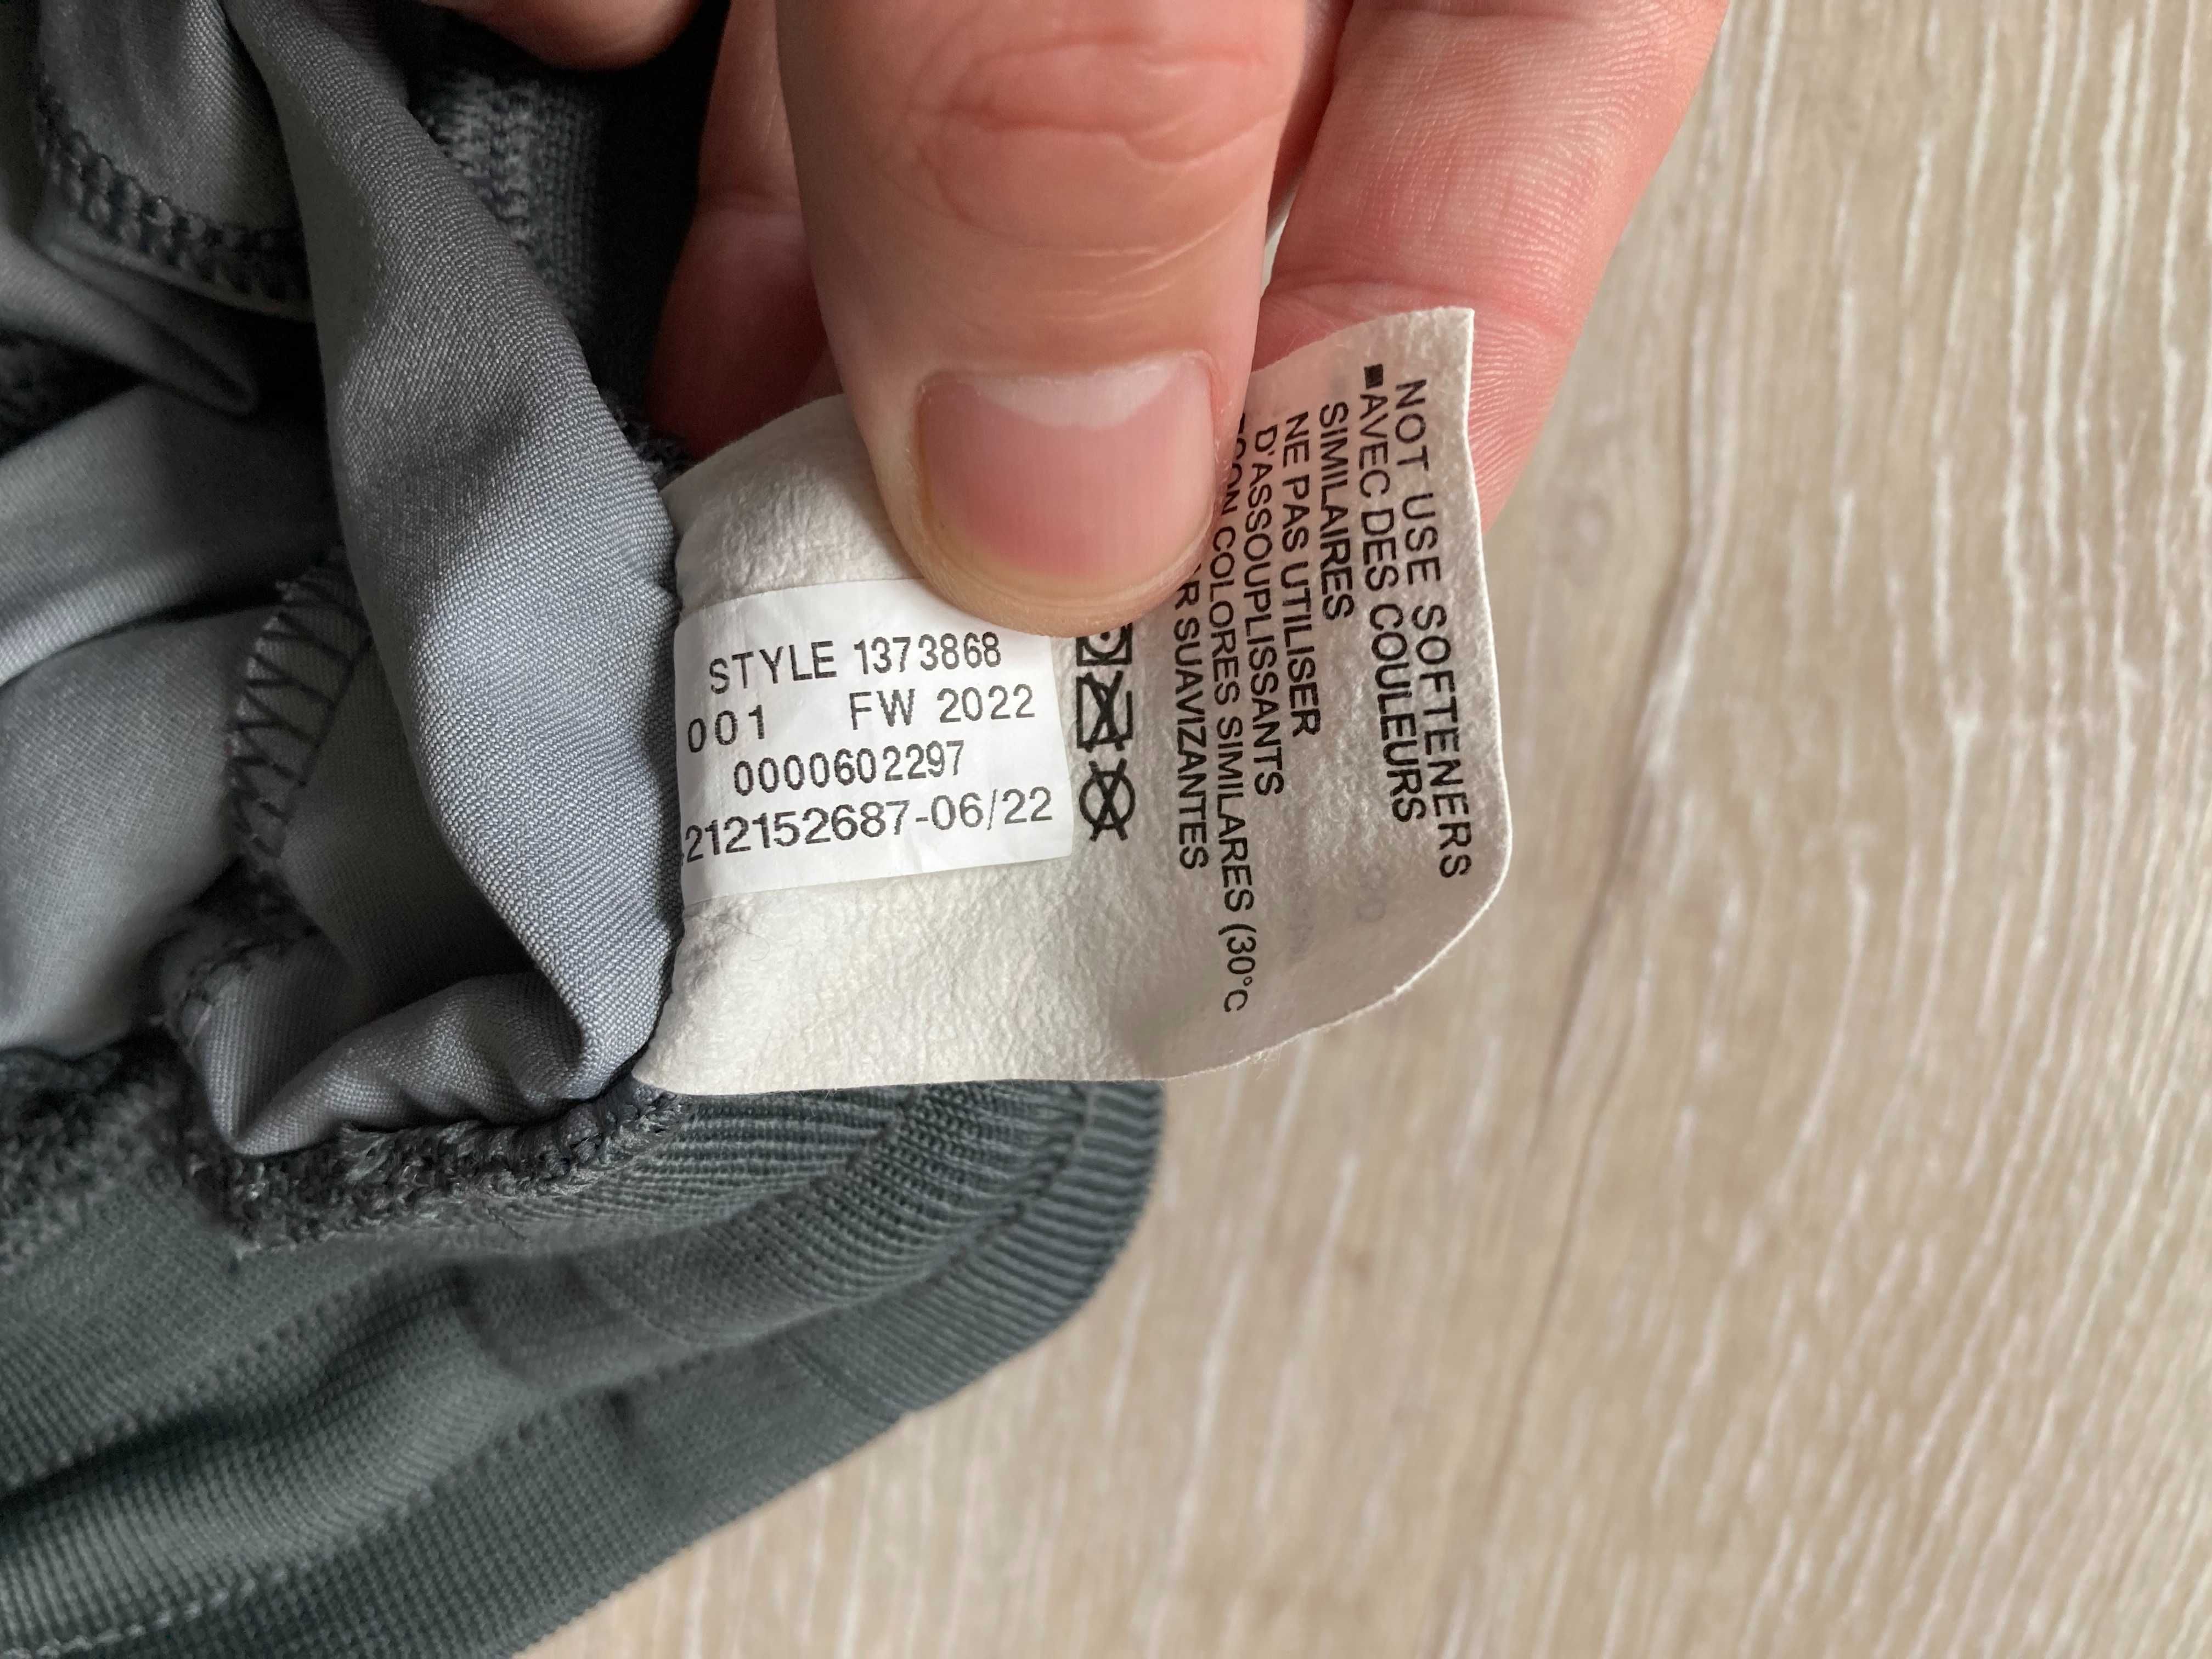 STYLE 1373868
001 FW 2022
0000602297
212152687-06/22
NOT USE SOFTENERS
AVEC DES COULEURS
SIMILAIRES
NE PAS UTILISER
D'ASSOUPLISSANTS
CON COLORES SIMILARES (30°C
SUAVIZANTES